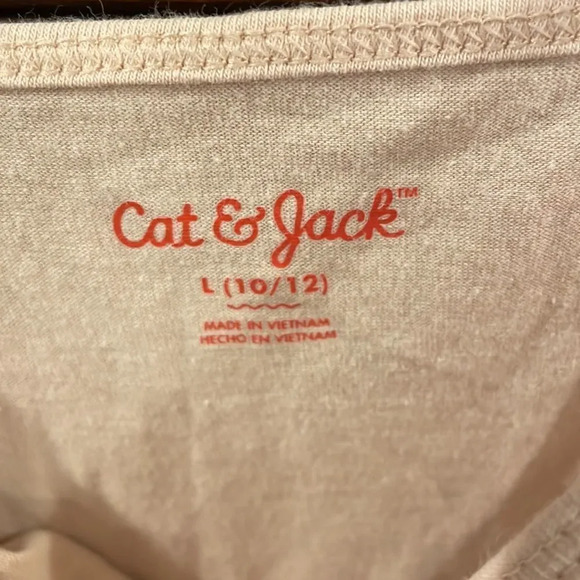 Cat & Jack™
L (10/12)
MADE IN VIETNAM
HECHO EN VIETNAM